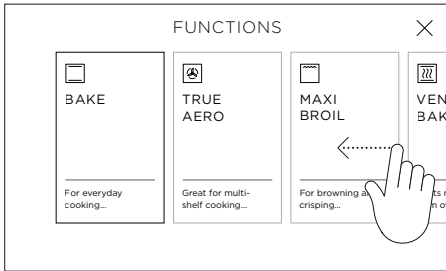 FUNCTIONS
BAKE
For everyday
cooking...
TRUE
AERO
Great for multi-
shelf cooking...
MAXI
BROIL
For browning a
crisping...
VEN
BAK